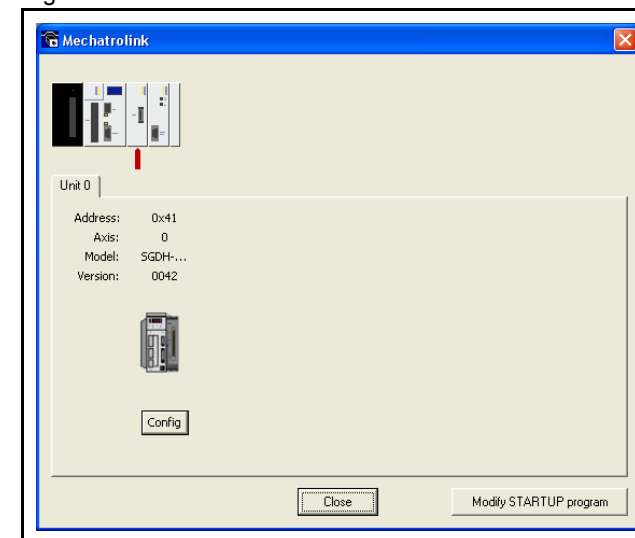 Mechatrolink
Unit 0
Address: 0x41
Axis: 0
Model: SGDH-...
Version: 0042
Config
Close
Modify STARTUP program